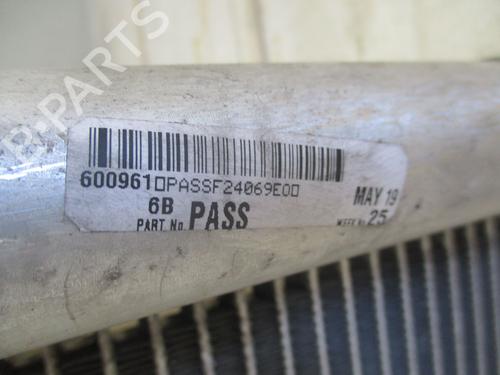 B-PARTS
600961▯PASSF24069E0▯
6B
PART No. PASS
MAY 19
WEEK No. 25